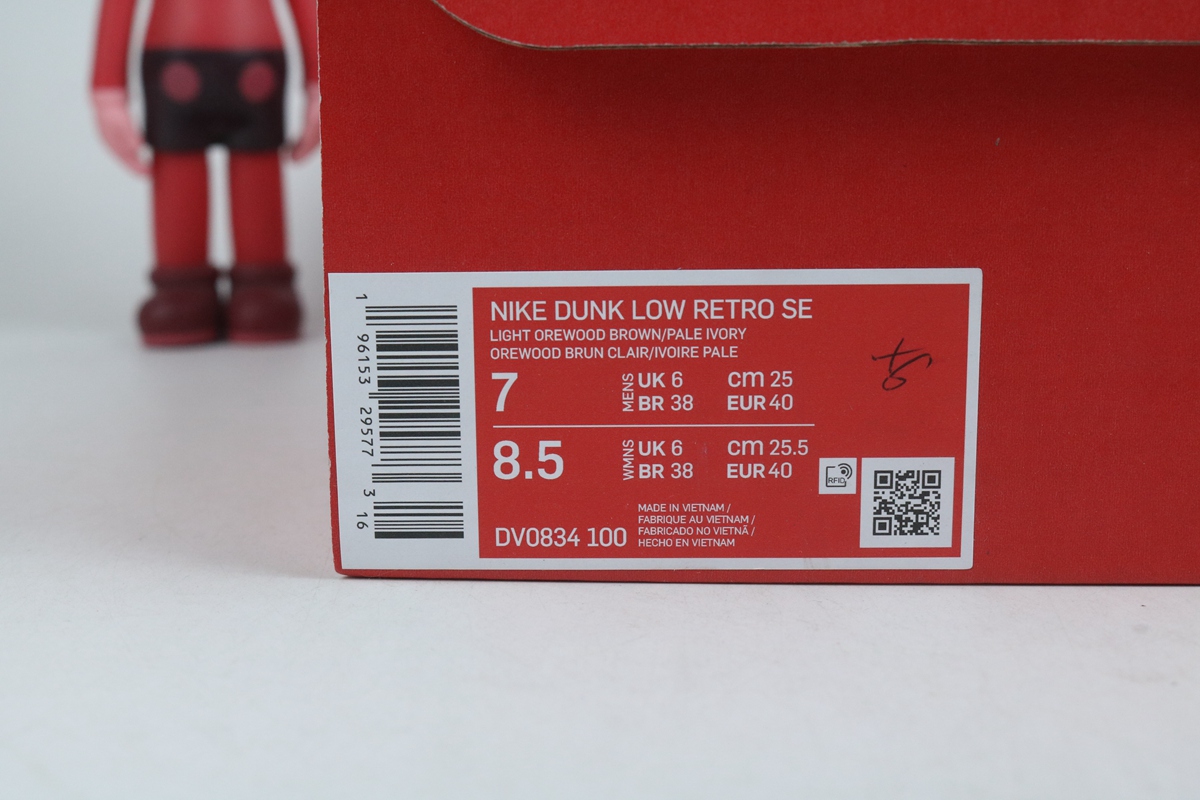 1 96153 29577 3 16
NIKE DUNK LOW RETRO SE
LIGHT OREWOOD BROWN/PALE IVORY
OREWOOD BRUN CLAIR/IVOIRE PALE
7
MENS
UK 6 cm 25
BR 38 EUR 40
8.5
WMNS
UK 6 cm 25.5
BR 38 EUR 40
RFID
DV0834 100
MADE IN VIETNAM /
FABRIQUE AU VIETNAM /
FABRICADO NO VIETNÃ /
HECHO EN VIETNAM